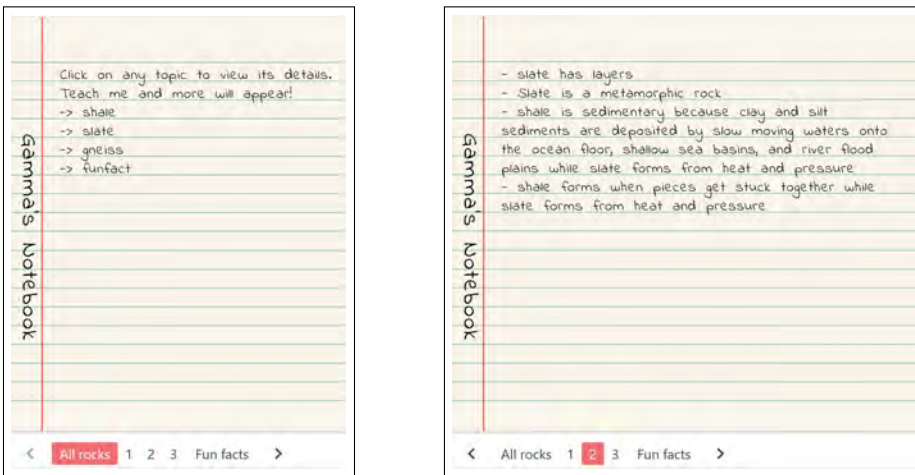 Gamma's Notebook
Click on any topic to view its details.
Teach me and more will appear!
-> shale
-> slate
-> gneiss
-> funfact
< All rocks 1 2 3 Fun facts >
Gamma's Notebook
- slate has layers
- Slate is a metamorphic rock
- shale is sedimentary because clay and silt
sediments are deposited by slow moving waters onto
the ocean floor, shallow sea basins, and river flood
plains while slate forms from heat and pressure
- shale forms when pieces get stuck together while
slate forms from heat and pressure
< All rocks 1 2 3 Fun facts >